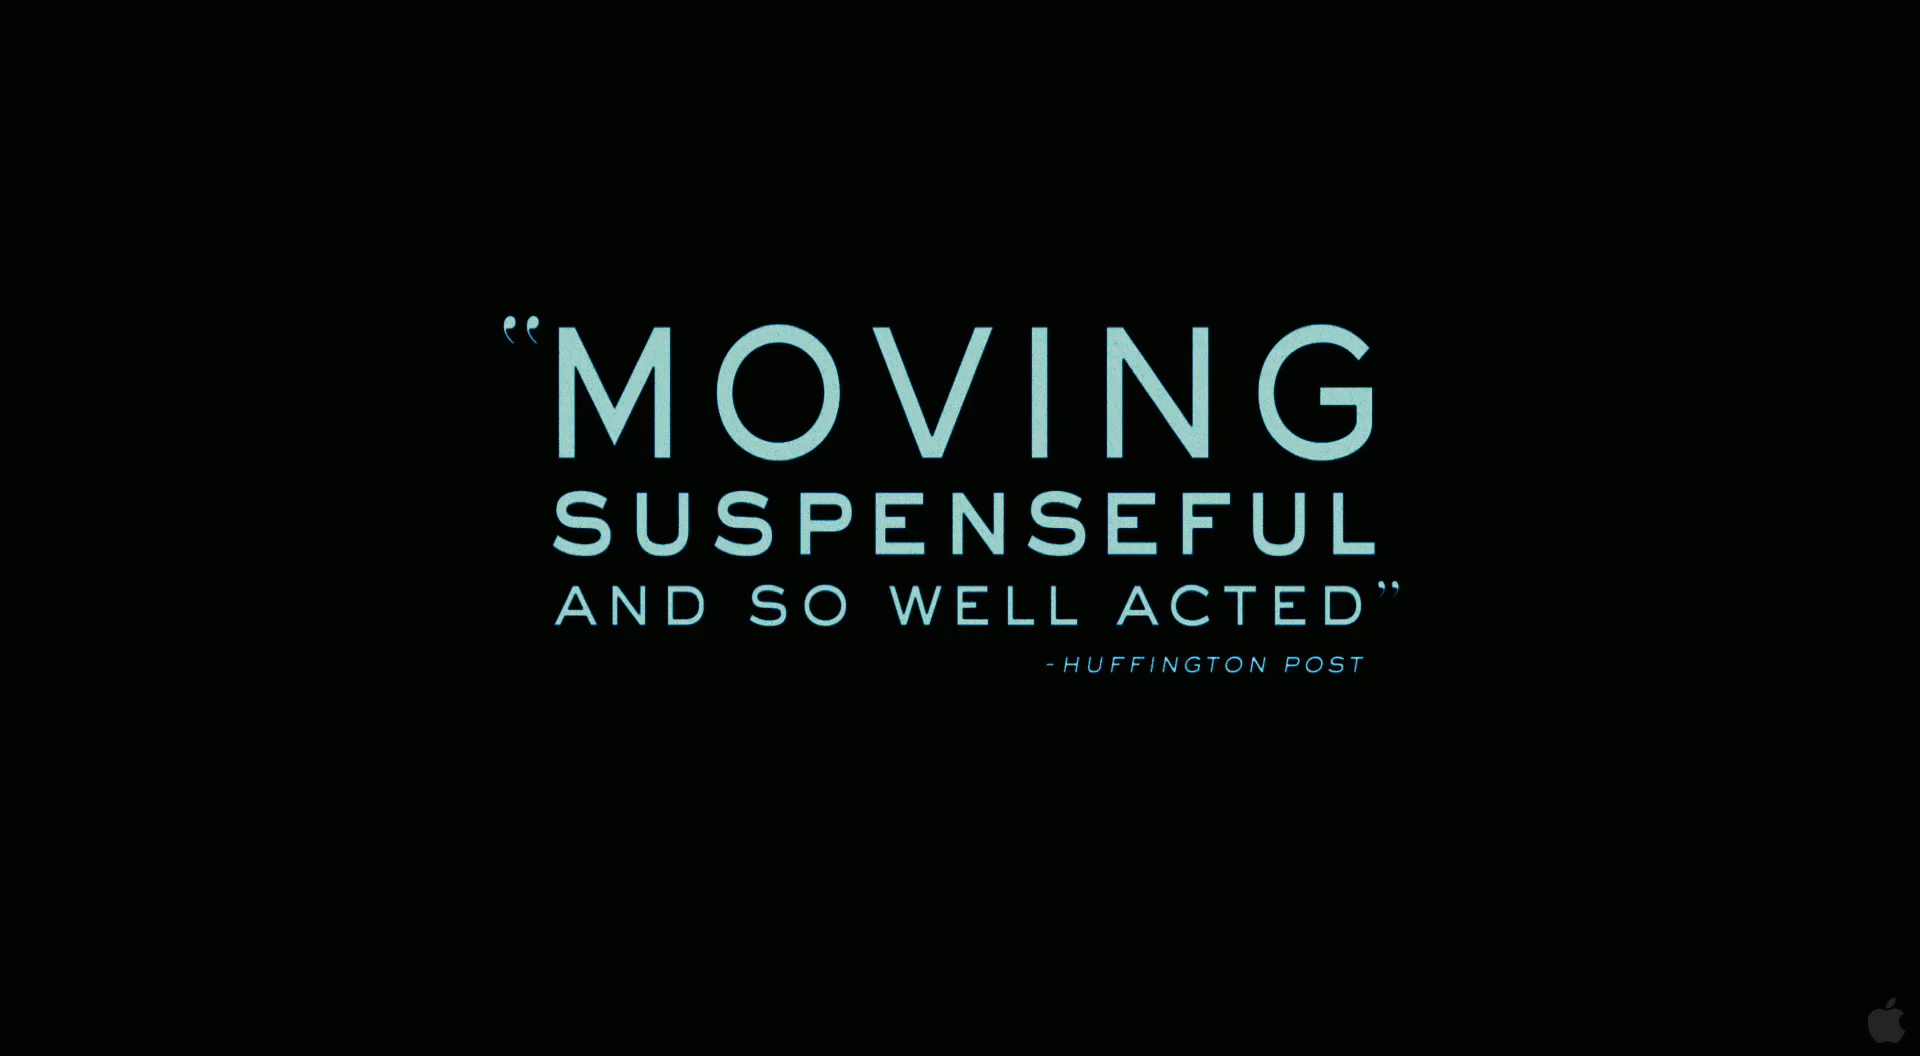 “MOVING
SUSPENSEFUL
AND SO WELL ACTED”
-HUFFINGTON POST